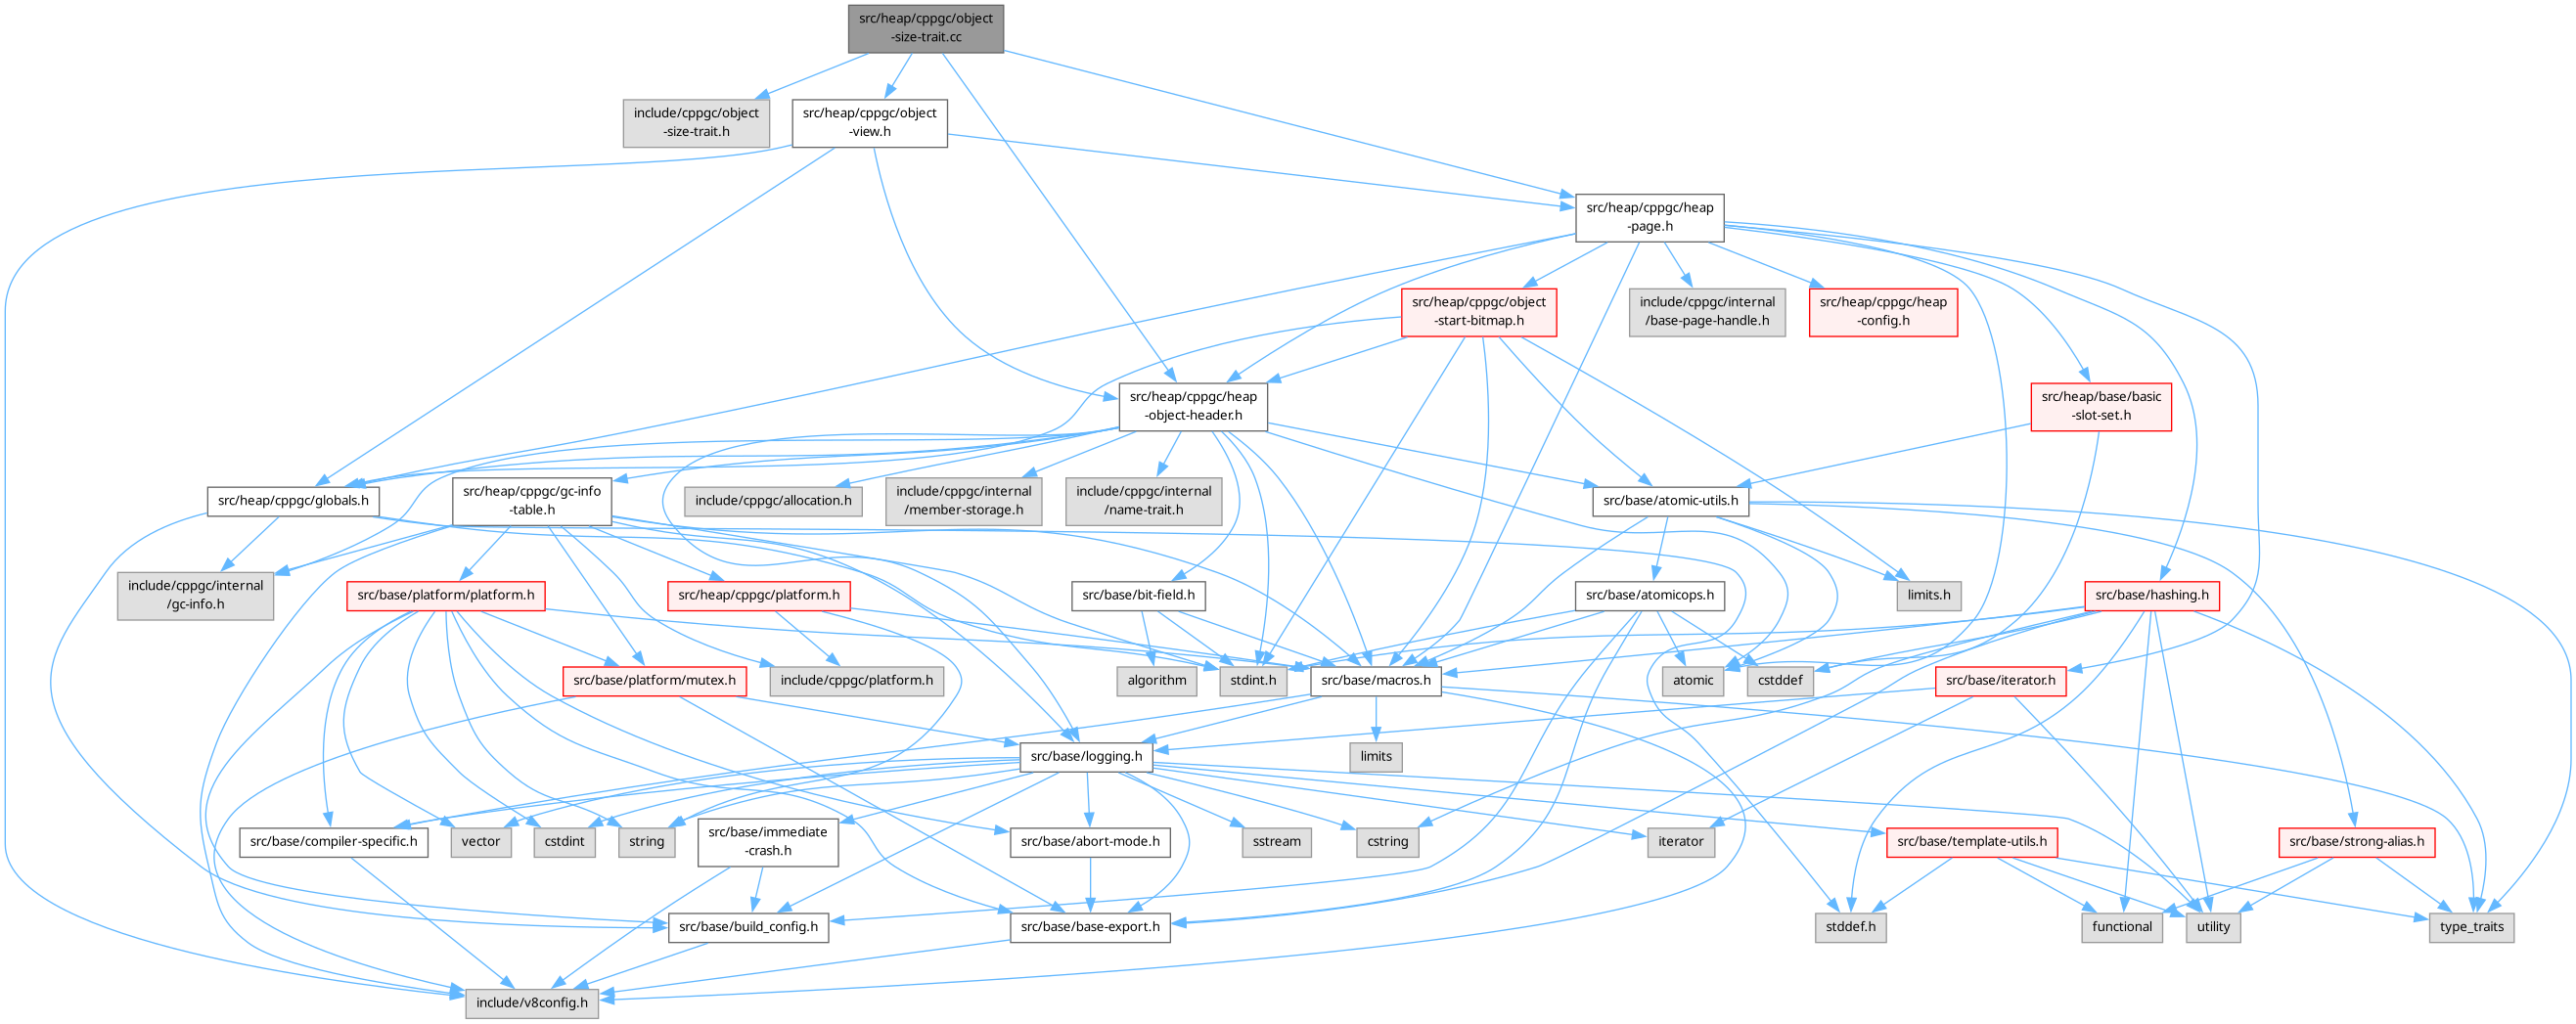 src/heap/cppgc/object
-size-trait.cc
include/cppgc/object
-size-trait.h
src/heap/cppgc/object
-view.h
src/heap/cppgc/heap
-page.h
src/heap/cppgc/object
-start-bitmap.h
include/cppgc/internal
/base-page-handle.h
src/heap/cppgc/heap
-config.h
src/heap/cppgc/heap
-object-header.h
src/heap/base/basic
-slot-set.h
src/heap/cppgc/globals.h
src/heap/cppgc/gc-info
-table.h
include/cppgc/allocation.h
include/cppgc/internal
/member-storage.h
include/cppgc/internal
/name-trait.h
src/base/atomic-utils.h
include/cppgc/internal
/gc-info.h
src/base/platform/platform.h
src/heap/cppgc/platform.h
src/base/bit-field.h
src/base/atomicops.h
limits.h
src/base/hashing.h
src/base/platform/mutex.h
include/cppgc/platform.h
algorithm
stdint.h
src/base/macros.h
atomic
cstddef
src/base/iterator.h
src/base/logging.h
limits
src/base/compiler-specific.h
vector
cstdint
string
src/base/immediate
-crash.h
src/base/abort-mode.h
sstream
cstring
iterator
src/base/template-utils.h
src/base/strong-alias.h
src/base/build_config.h
src/base/base-export.h
stddef.h
functional
utility
type_traits
include/v8config.h